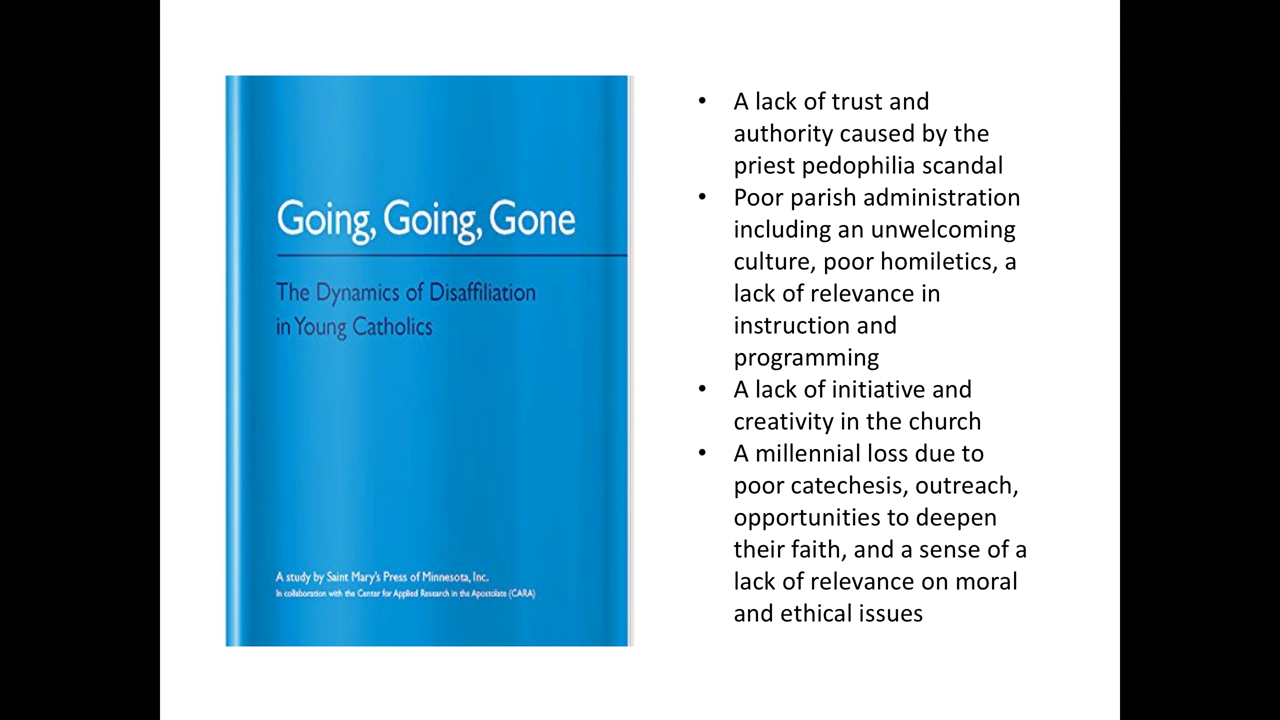 Going, Going, Gone
The Dynamics of Disaffiliation
in Young Catholics
A study by Saint Mary's Press of Minnesota, Inc.
In collaboration with the Center for Applied Research in the Apostolate (CARA)
• A lack of trust and
authority caused by the
priest pedophilia scandal
• Poor parish administration
including an unwelcoming
culture, poor homiletics, a
lack of relevance in
instruction and
programming
• A lack of initiative and
creativity in the church
• A millennial loss due to
poor catechesis, outreach,
opportunities to deepen
their faith, and a sense of a
lack of relevance on moral
and ethical issues